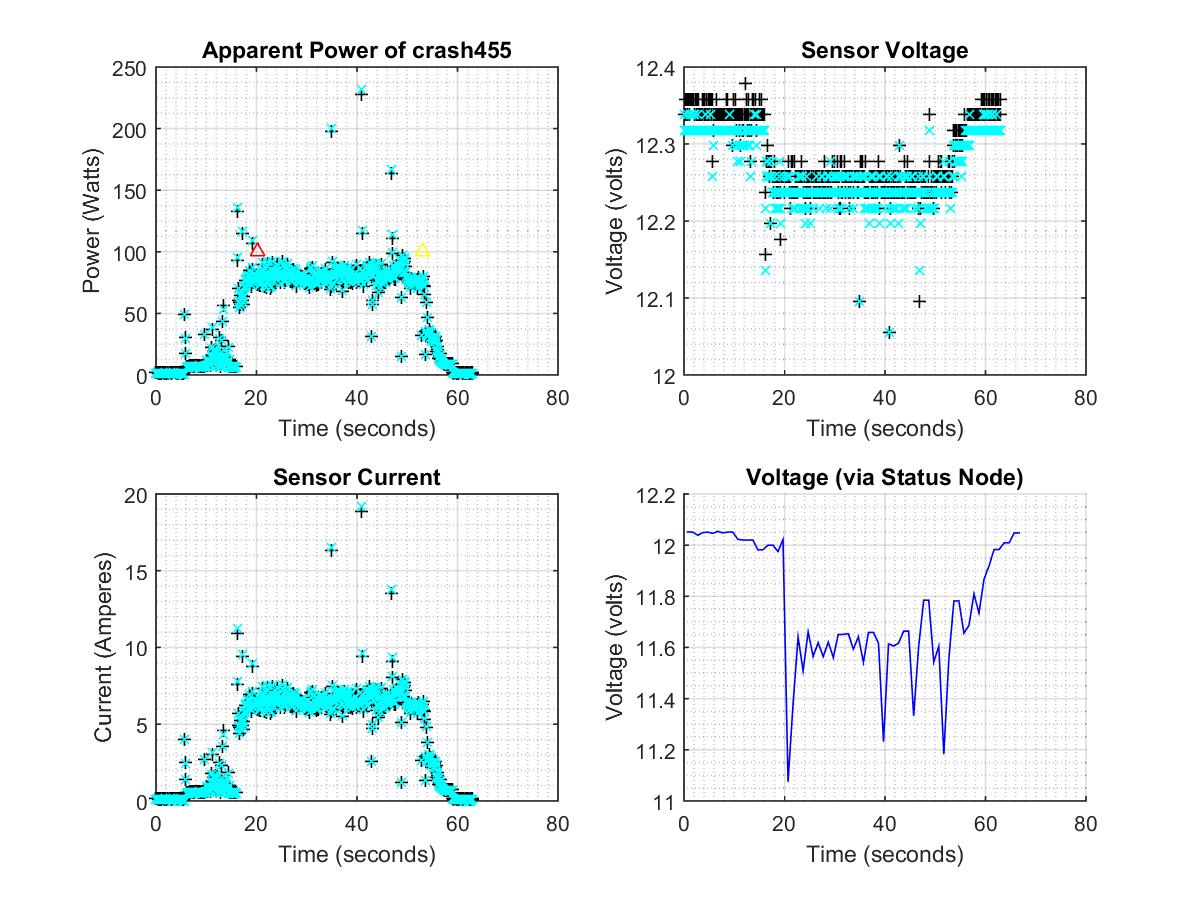 Apparent Power of crash455
250
200
150
100
50
0
Power (Watts)
0 20 40 60 80
Time (seconds)
Sensor Voltage
12.4
12.3
12.2
12.1
12
Voltage (volts)
0 20 40 60 80
Time (seconds)
Sensor Current
20
15
10
5
0
Current (Amperes)
0 20 40 60 80
Time (seconds)
Voltage (via Status Node)
12.2
12
11.8
11.6
11.4
11.2
11
Voltage (volts)
0 20 40 60 80
Time (seconds)